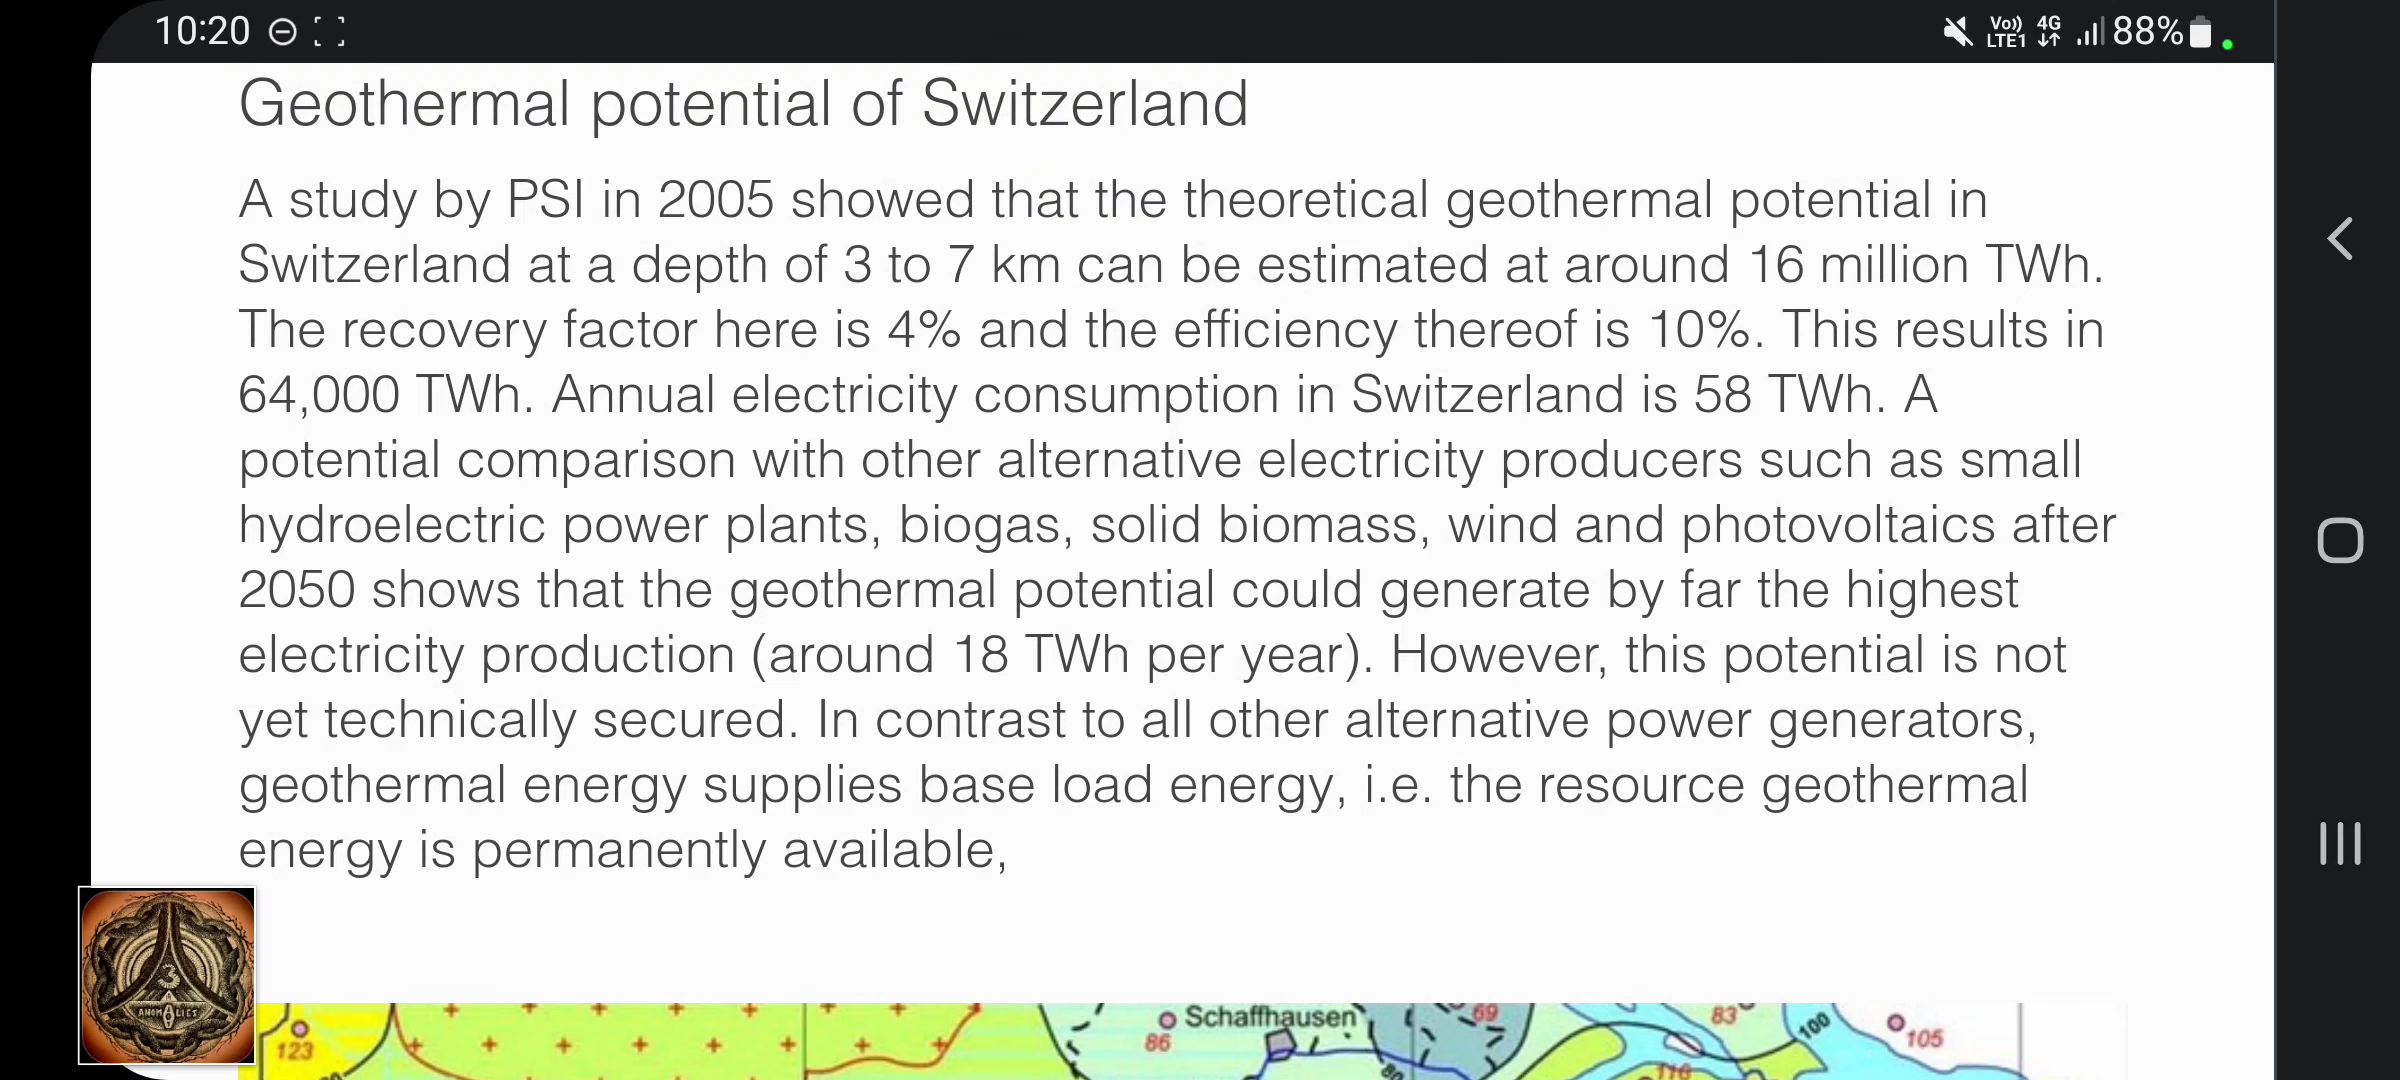 10:20
Vo)) LTE1 4G 88%
Geothermal potential of Switzerland
A study by PSI in 2005 showed that the theoretical geothermal potential in
Switzerland at a depth of 3 to 7 km can be estimated at around 16 million TWh.
The recovery factor here is 4% and the efficiency thereof is 10%. This results in
64,000 TWh. Annual electricity consumption in Switzerland is 58 TWh. A
potential comparison with other alternative electricity producers such as small
hydroelectric power plants, biogas, solid biomass, wind and photovoltaics after
2050 shows that the geothermal potential could generate by far the highest
electricity production (around 18 TWh per year). However, this potential is not
yet technically secured. In contrast to all other alternative power generators,
geothermal energy supplies base load energy, i.e. the resource geothermal
energy is permanently available,
3
ANOMALIES
123
Schaffhausen
86
69
80
83
100
105
116